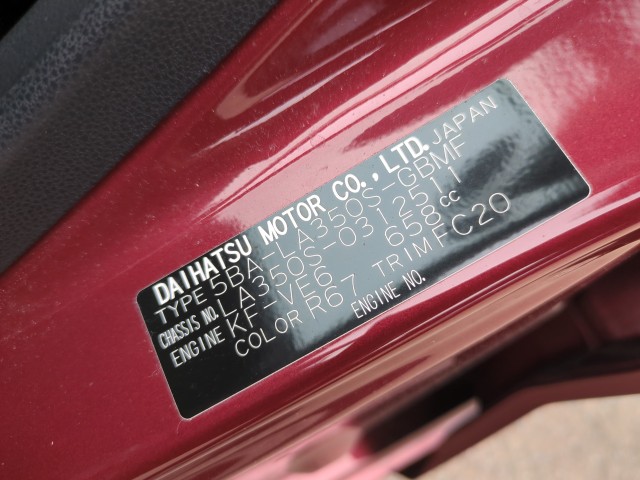 DAIHATSU MOTOR CO., LTD. JAPAN
TYPE 5BA-LA350S-GBMF
CHASSIS NO. LA350S-0312511
ENGINE KF-VE6 658cc
COLOR R67 TRIM FC20
ENGINE NO.